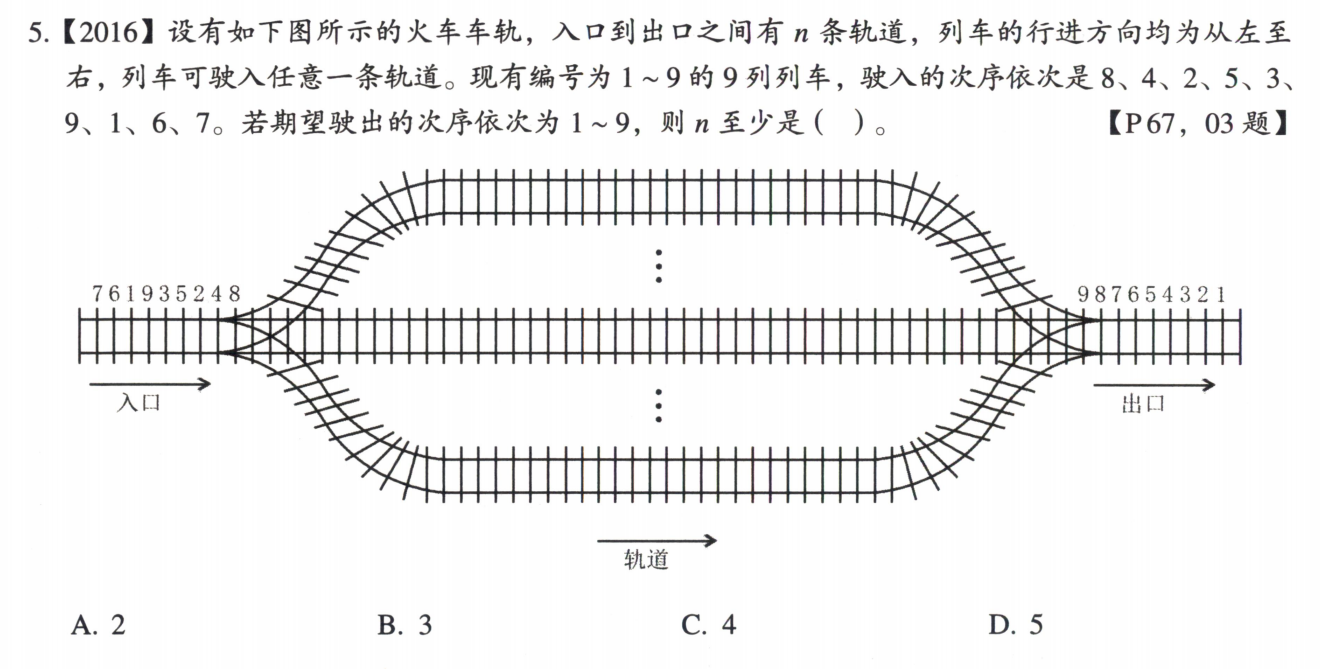 5.【2016】设有如下图所示的火车车轨，入口到出口之间有 n 条轨道，列车的行进方向均为从左至
右，列车可驶入任意一条轨道。现有编号为 1～9 的 9 列列车，驶入的次序依次是 8、4、2、5、3、
9、1、6、7。若期望驶出的次序依次为 1～9，则 n 至少是（　）。 【P67，03 题】
761935248
987654321
入口
出口
轨道
A. 2 B. 3 C. 4 D. 5